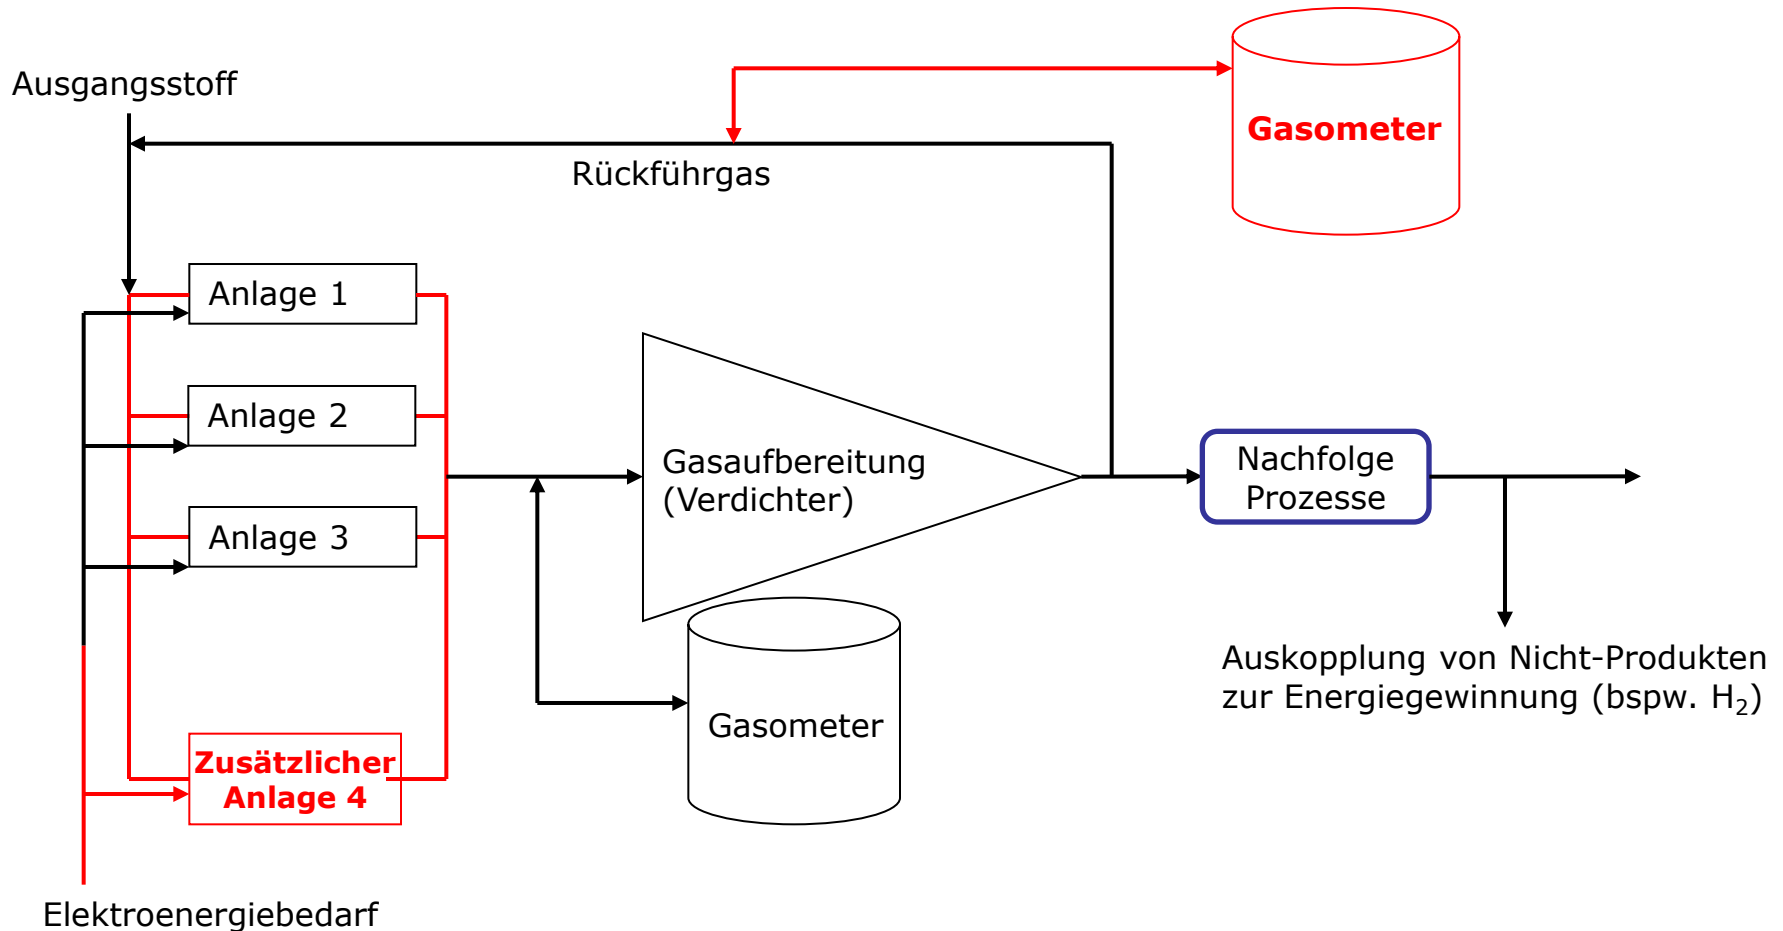 Ausgangsstoff
Gasometer
Rückführgas
Anlage 1
Anlage 2
Anlage 3
Gasaufbereitung
(Verdichter)
Nachfolge
Prozesse
Auskopplung von Nicht-Produkten
zur Energiegewinnung (bspw. H₂)
Gasometer
Zusätzlicher
Anlage 4
Elektroenergiebedarf